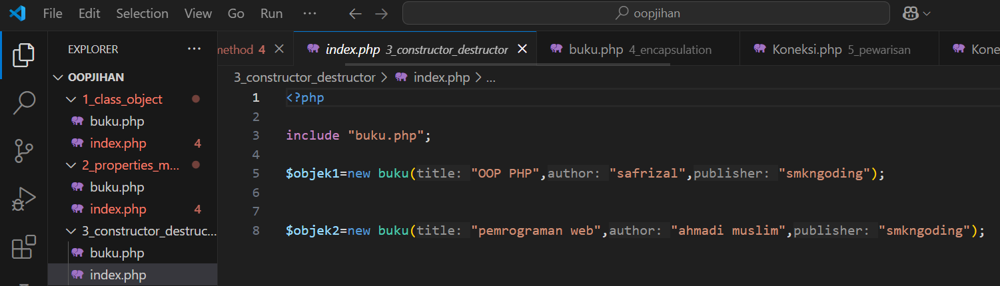 File Edit Selection View Go Run ··· ← → oopjihan
EXPLORER ···
method 4 × index.php 3_constructor_destructor × buku.php 4_encapsulation Koneksi.php 5_pewarisan Kone
OOPJIHAN
1_class_object
buku.php
index.php 4
2_properties_m...
buku.php
index.php 4
3_constructor_destruc...
buku.php
index.php
3_constructor_destructor > index.php > ...
1 <?php
2
3 include "buku.php";
4
5 $objek1=new buku(title: "OOP PHP",author: "safrizal",publisher: "smkngoding");
6
7
8 $objek2=new buku(title: "pemrograman web",author: "ahmadi muslim",publisher: "smkngoding");